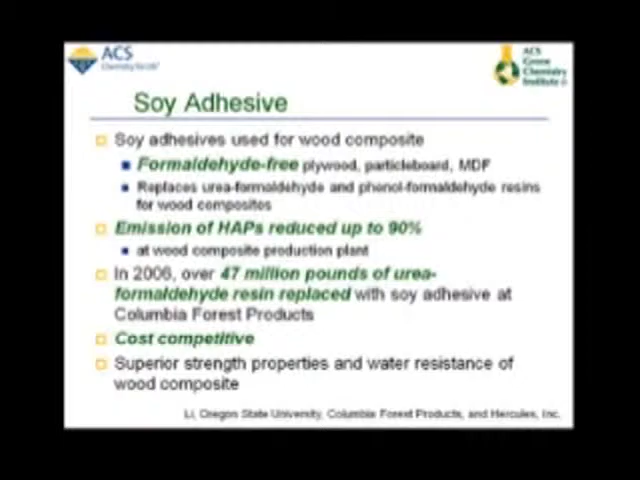 ACS
Chemistry for Life
ACS
Green
Chemistry
Institute
Soy Adhesive
Soy adhesives used for wood composite
Formaldehyde-free plywood, particleboard, MDF
Replaces urea-formaldehyde and phenol-formaldehyde resins
for wood composites
Emission of HAPs reduced up to 90%
at wood composite production plant
In 2006, over 47 million pounds of urea-
formaldehyde resin replaced with soy adhesive at
Columbia Forest Products
Cost competitive
Superior strength properties and water resistance of
wood composite
Li, Oregon State University, Columbia Forest Products, and Hercules, Inc.